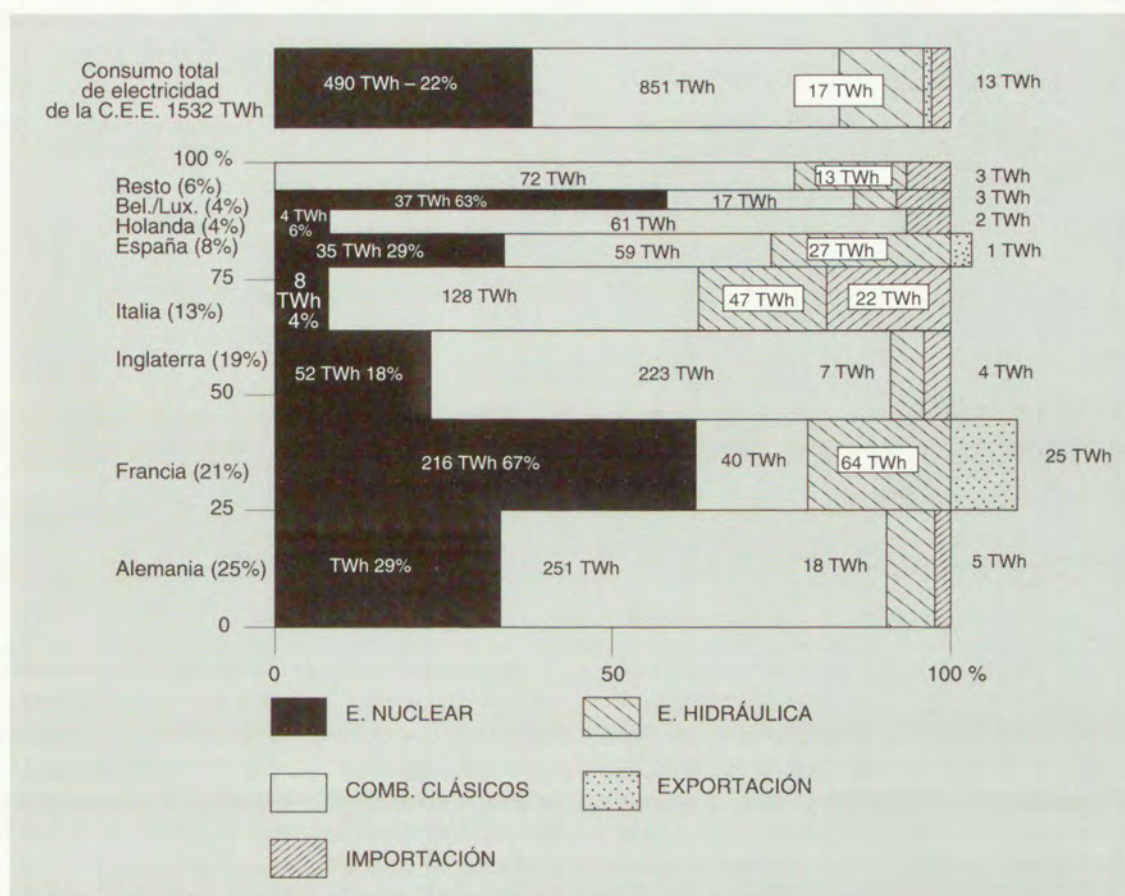 Consumo total
de electricidad
de la C.E.E. 1532 TWh
490 TWh – 22%
851 TWh
17 TWh
13 TWh
100 %
Resto (6%)
72 TWh
13 TWh
3 TWh
Bel./Lux. (4%)
37 TWh 63%
17 TWh
3 TWh
Holanda (4%)
4 TWh
6%
61 TWh
2 TWh
España (8%)
35 TWh 29%
59 TWh
27 TWh
1 TWh
75
Italia (13%)
8
TWh
4%
128 TWh
47 TWh
22 TWh
Inglaterra (19%)
52 TWh 18%
223 TWh
7 TWh
4 TWh
50
Francia (21%)
216 TWh 67%
40 TWh
64 TWh
25 TWh
25
Alemania (25%)
TWh 29%
251 TWh
18 TWh
5 TWh
0
0
50
100 %
E. NUCLEAR
E. HIDRÁULICA
COMB. CLÁSICOS
EXPORTACIÓN
IMPORTACIÓN